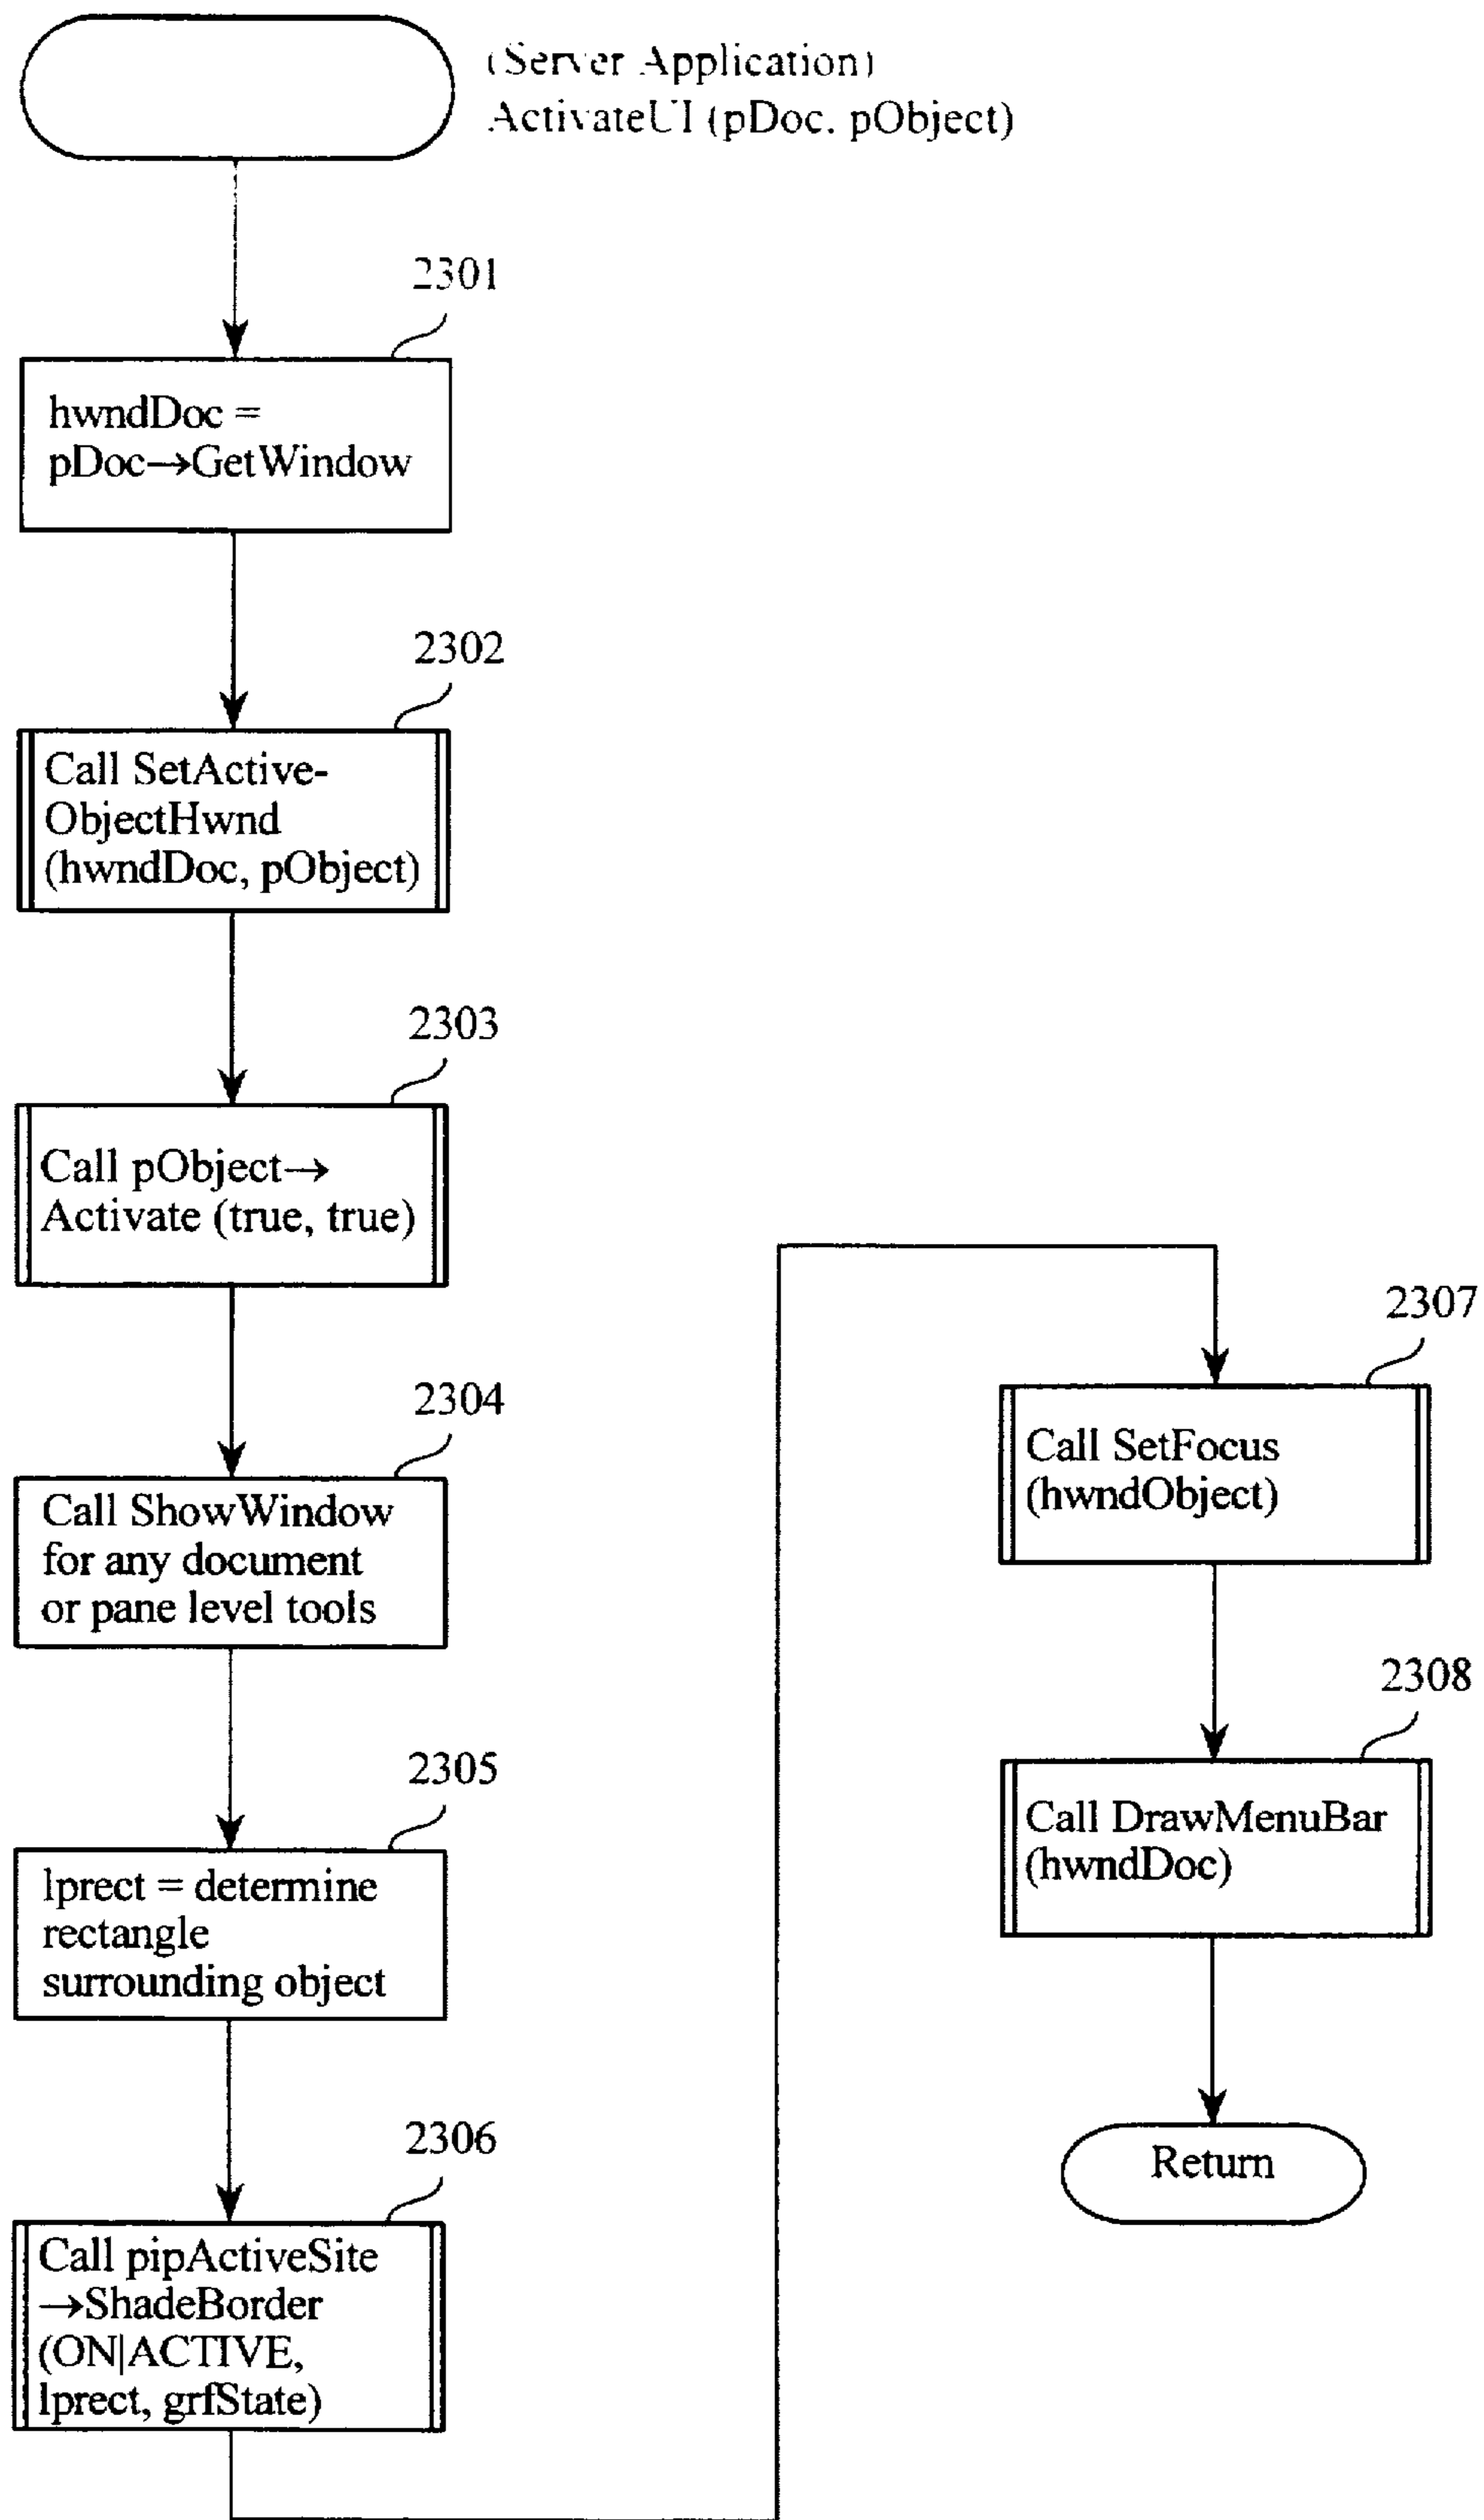 (Server Application)
ActivateUI (pDoc, pObject)
2301
hwndDoc =
pDoc→GetWindow
2302
Call SetActive-
ObjectHwnd
(hwndDoc, pObject)
2303
Call pObject→
Activate (true, true)
2304
Call ShowWindow
for any document
or pane level tools
2305
lprect = determine
rectangle
surrounding object
2306
Call pipActiveSite
→ShadeBorder
(ON|ACTIVE,
lprect, grfState)
2307
Call SetFocus
(hwndObject)
2308
Call DrawMenuBar
(hwndDoc)
Return